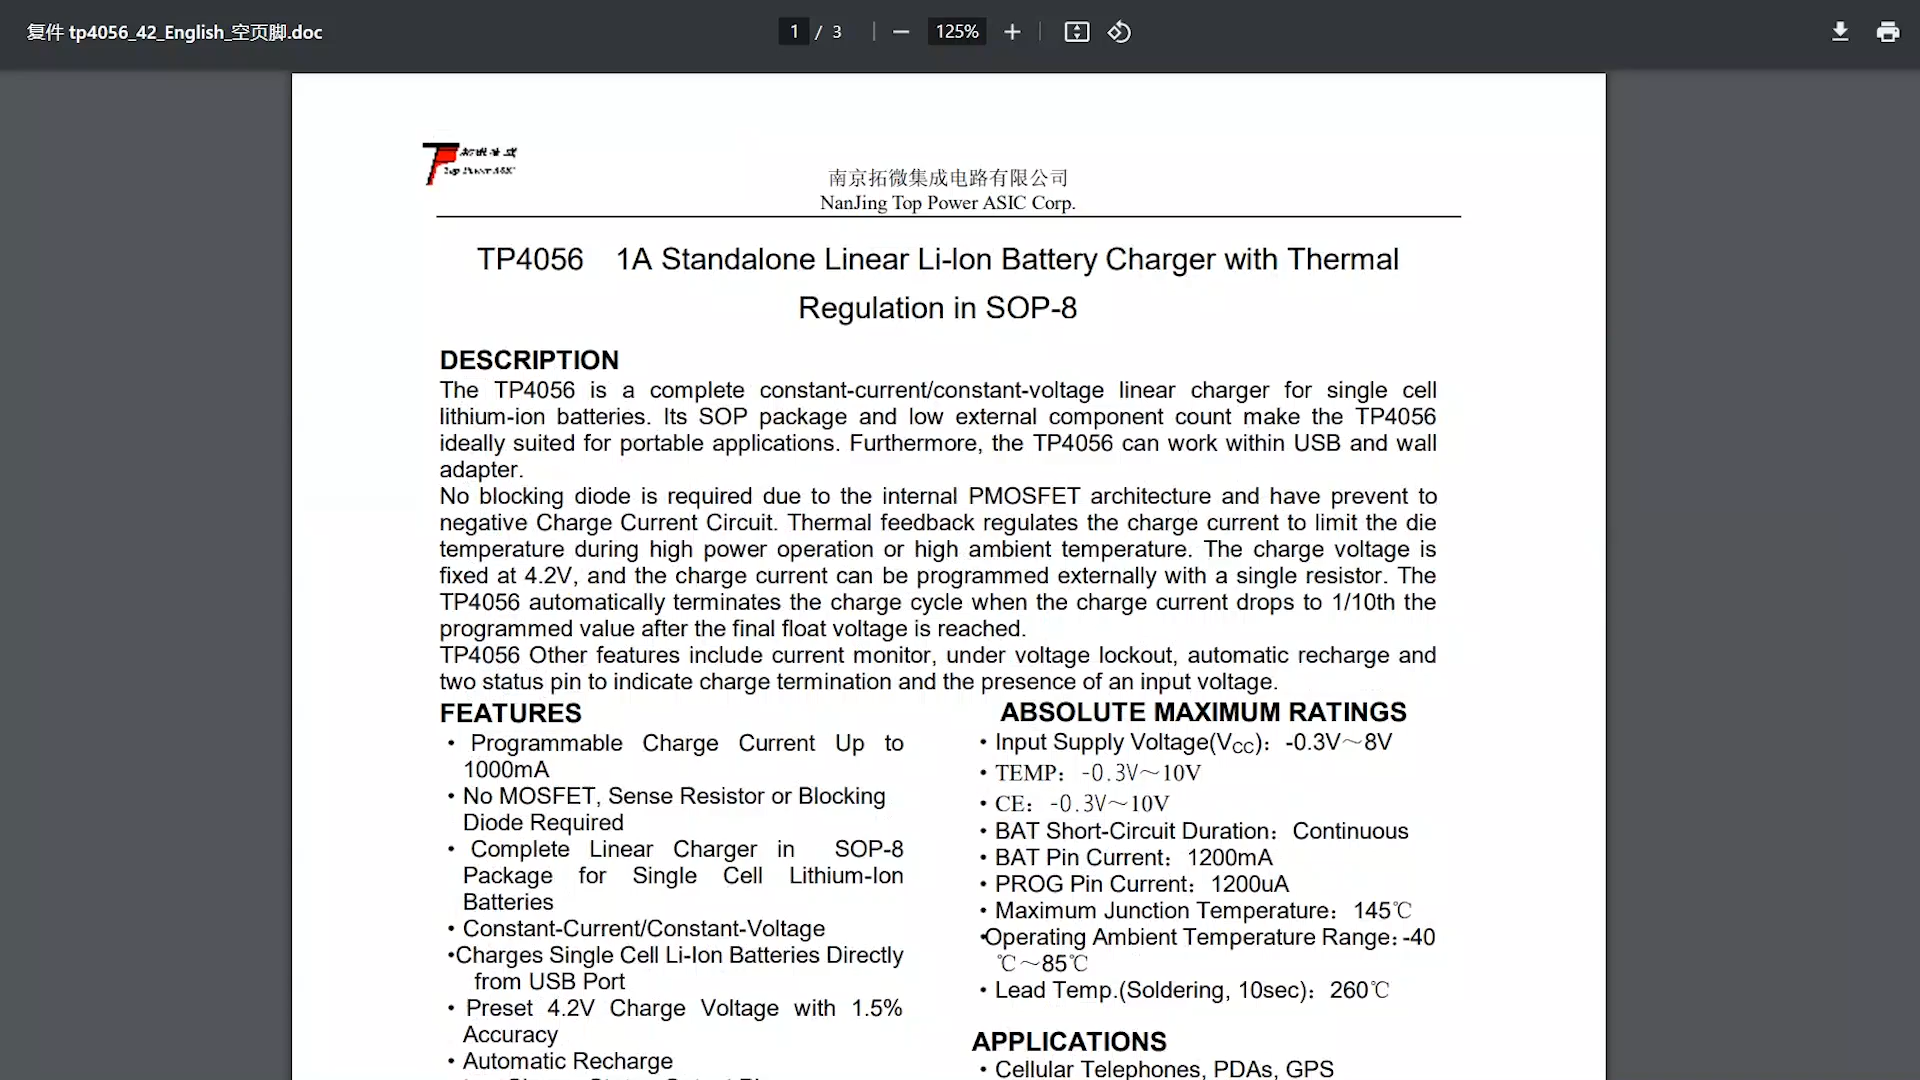 复件 tp4056_42_English_空页脚.doc
1 / 3
125%
南京拓微集成电路有限公司
NanJing Top Power ASIC Corp.
TP4056 1A Standalone Linear Li-lon Battery Charger with Thermal
Regulation in SOP-8
DESCRIPTION
The TP4056 is a complete constant-current/constant-voltage linear charger for single cell
lithium-ion batteries. Its SOP package and low external component count make the TP4056
ideally suited for portable applications. Furthermore, the TP4056 can work within USB and wall
adapter.
No blocking diode is required due to the internal PMOSFET architecture and have prevent to
negative Charge Current Circuit. Thermal feedback regulates the charge current to limit the die
temperature during high power operation or high ambient temperature. The charge voltage is
fixed at 4.2V, and the charge current can be programmed externally with a single resistor. The
TP4056 automatically terminates the charge cycle when the charge current drops to 1/10th the
programmed value after the final float voltage is reached.
TP4056 Other features include current monitor, under voltage lockout, automatic recharge and
two status pin to indicate charge termination and the presence of an input voltage.
FEATURES
· Programmable Charge Current Up to
1000mA
· No MOSFET, Sense Resistor or Blocking
Diode Required
· Complete Linear Charger in SOP-8
Package for Single Cell Lithium-Ion
Batteries
· Constant-Current/Constant-Voltage
·Charges Single Cell Li-Ion Batteries Directly
from USB Port
· Preset 4.2V Charge Voltage with 1.5%
Accuracy
· Automatic Recharge
ABSOLUTE MAXIMUM RATINGS
· Input Supply Voltage(VCC)：-0.3V～8V
· TEMP：-0.3V～10V
· CE：-0.3V～10V
· BAT Short-Circuit Duration：Continuous
· BAT Pin Current：1200mA
· PROG Pin Current：1200uA
· Maximum Junction Temperature：145℃
·Operating Ambient Temperature Range：-40
℃～85℃
· Lead Temp.(Soldering, 10sec)：260℃
APPLICATIONS
· Cellular Telephones, PDAs, GPS